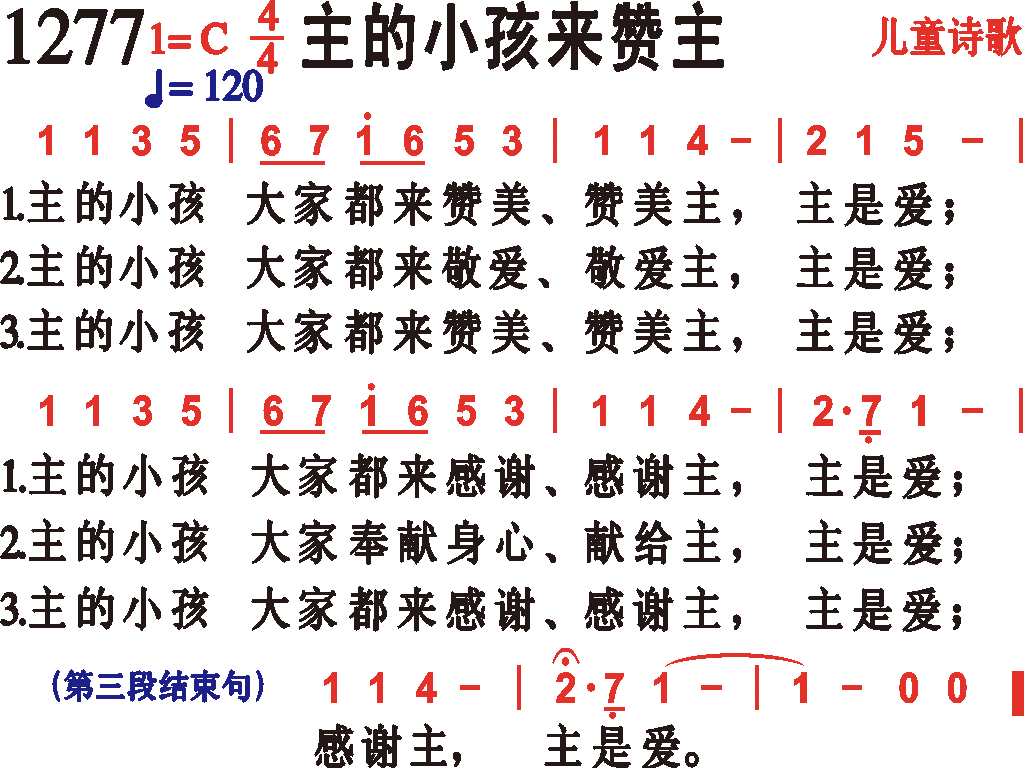 1277 1=C 4/4 主的小孩来赞主 儿童诗歌
♩=120
1 1 3 5 | 6 7 i 6 5 3 | 1 1 4 - | 2 1 5 - |
1.主的小孩 大家都来赞美、赞美主, 主是爱;
2.主的小孩 大家都来敬爱、敬爱主, 主是爱;
3.主的小孩 大家都来赞美、赞美主, 主是爱;
1 1 3 5 | 6 7 i 6 5 3 | 1 1 4 - | 2·7 1 - |
1.主的小孩 大家都来感谢、感谢主, 主是爱;
2.主的小孩 大家奉献身心、献给主, 主是爱;
3.主的小孩 大家都来感谢、感谢主, 主是爱;
(第三段结束句) 1 1 4 - | 2·7 1 - | 1 - 0 0
感谢主, 主是爱。